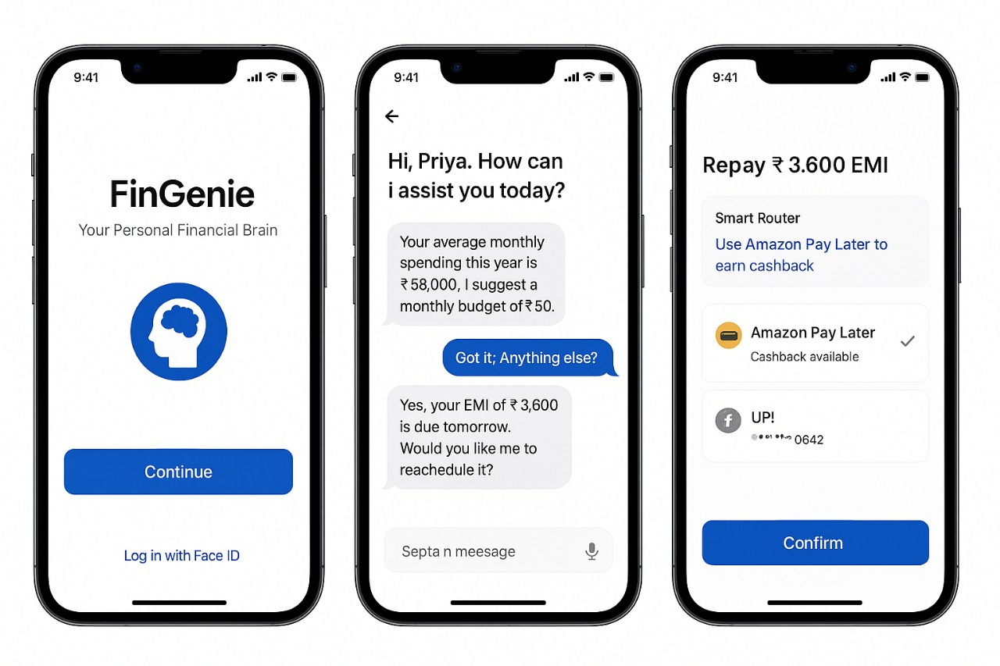 9:41
FinGenie
Your Personal Financial Brain
Continue
Log in with Face ID
9:41
Hi, Priya. How can
i assist you today?
Your average monthly
spending this year is
₹58,000, I suggest a
monthly budget of ₹50.
Got it; Anything else?
Yes, your EMI of ₹3,600
is due tomorrow.
Would you like me to
reachedule it?
Septa n meesage
9:41
Repay ₹ 3.600 EMI
Smart Router
Use Amazon Pay Later to
earn cashback
Amazon Pay Later
Cashback available
f
UP!
0642
Confirm